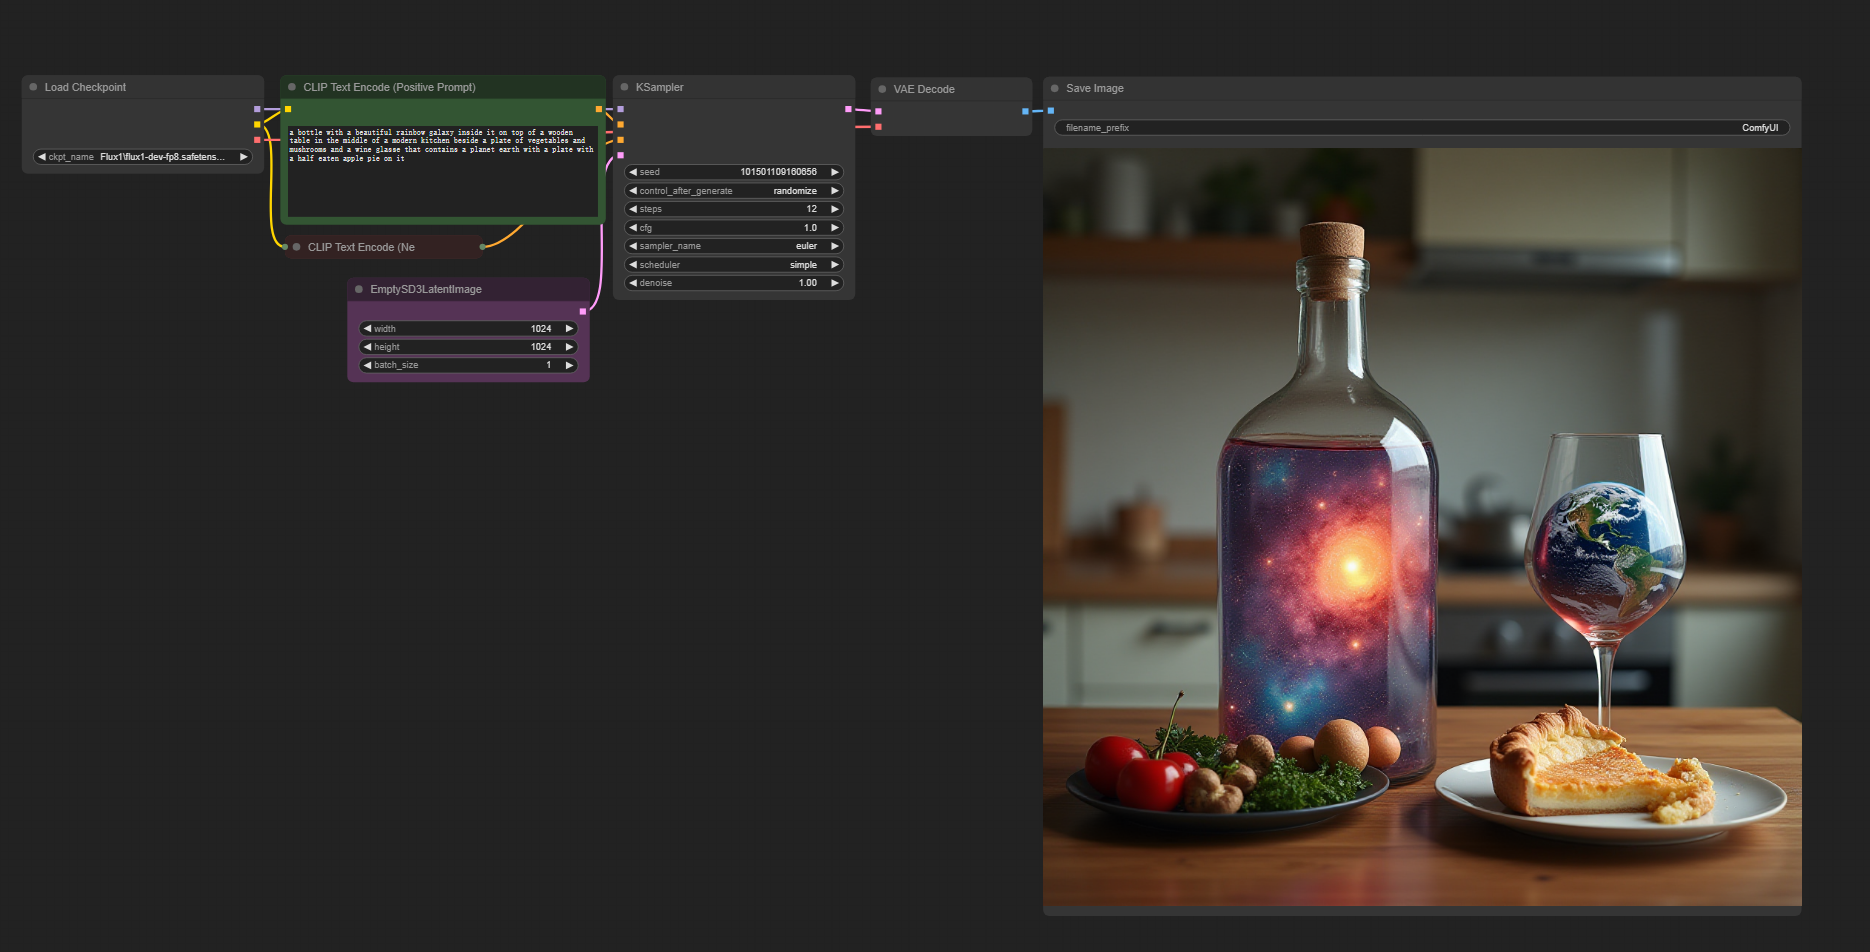 Load Checkpoint
ckpt_name Flux1\flux1-dev-fp8.safetens...
CLIP Text Encode (Positive Prompt)
a bottle with a beautiful rainbow galaxy inside it on top of a wooden
table in the middle of a modern kitchen beside a plate of vegetables and
mushrooms and a wine glasse that contains a planet earth with a plate with
a half eaten apple pie on it
CLIP Text Encode (Ne
EmptySD3LatentImage
width 1024
height 1024
batch_size 1
KSampler
seed 101501109160656
control_after_generate randomize
steps 12
cfg 1.0
sampler_name euler
scheduler simple
denoise 1.00
VAE Decode
Save Image
filename_prefix ComfyUI